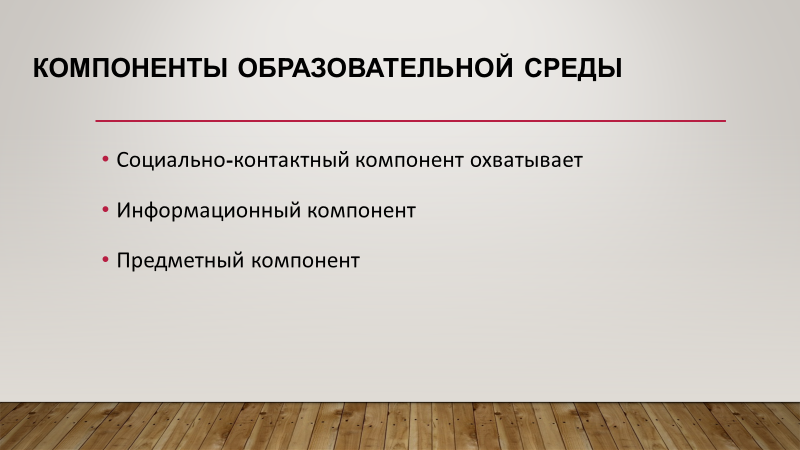 КОМПОНЕНТЫ ОБРАЗОВАТЕЛЬНОЙ СРЕДЫ
• Социально-контактный компонент охватывает
• Информационный компонент
• Предметный компонент